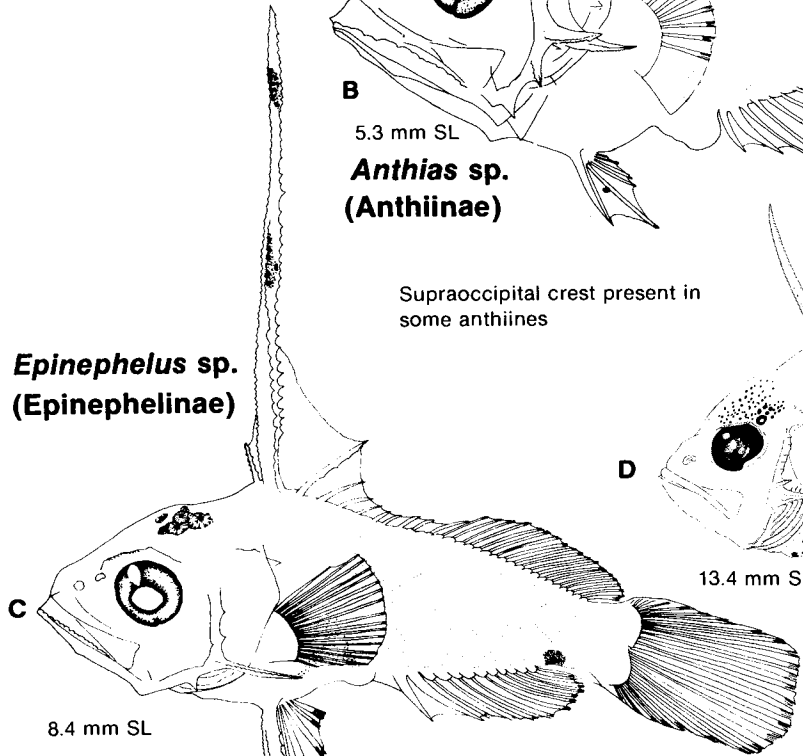 B
5.3 mm SL
Anthias sp.
(Anthiinae)
Supraoccipital crest present in
some anthiines
Epinephelus sp.
(Epinephelinae)
D
13.4 mm S
C
8.4 mm SL